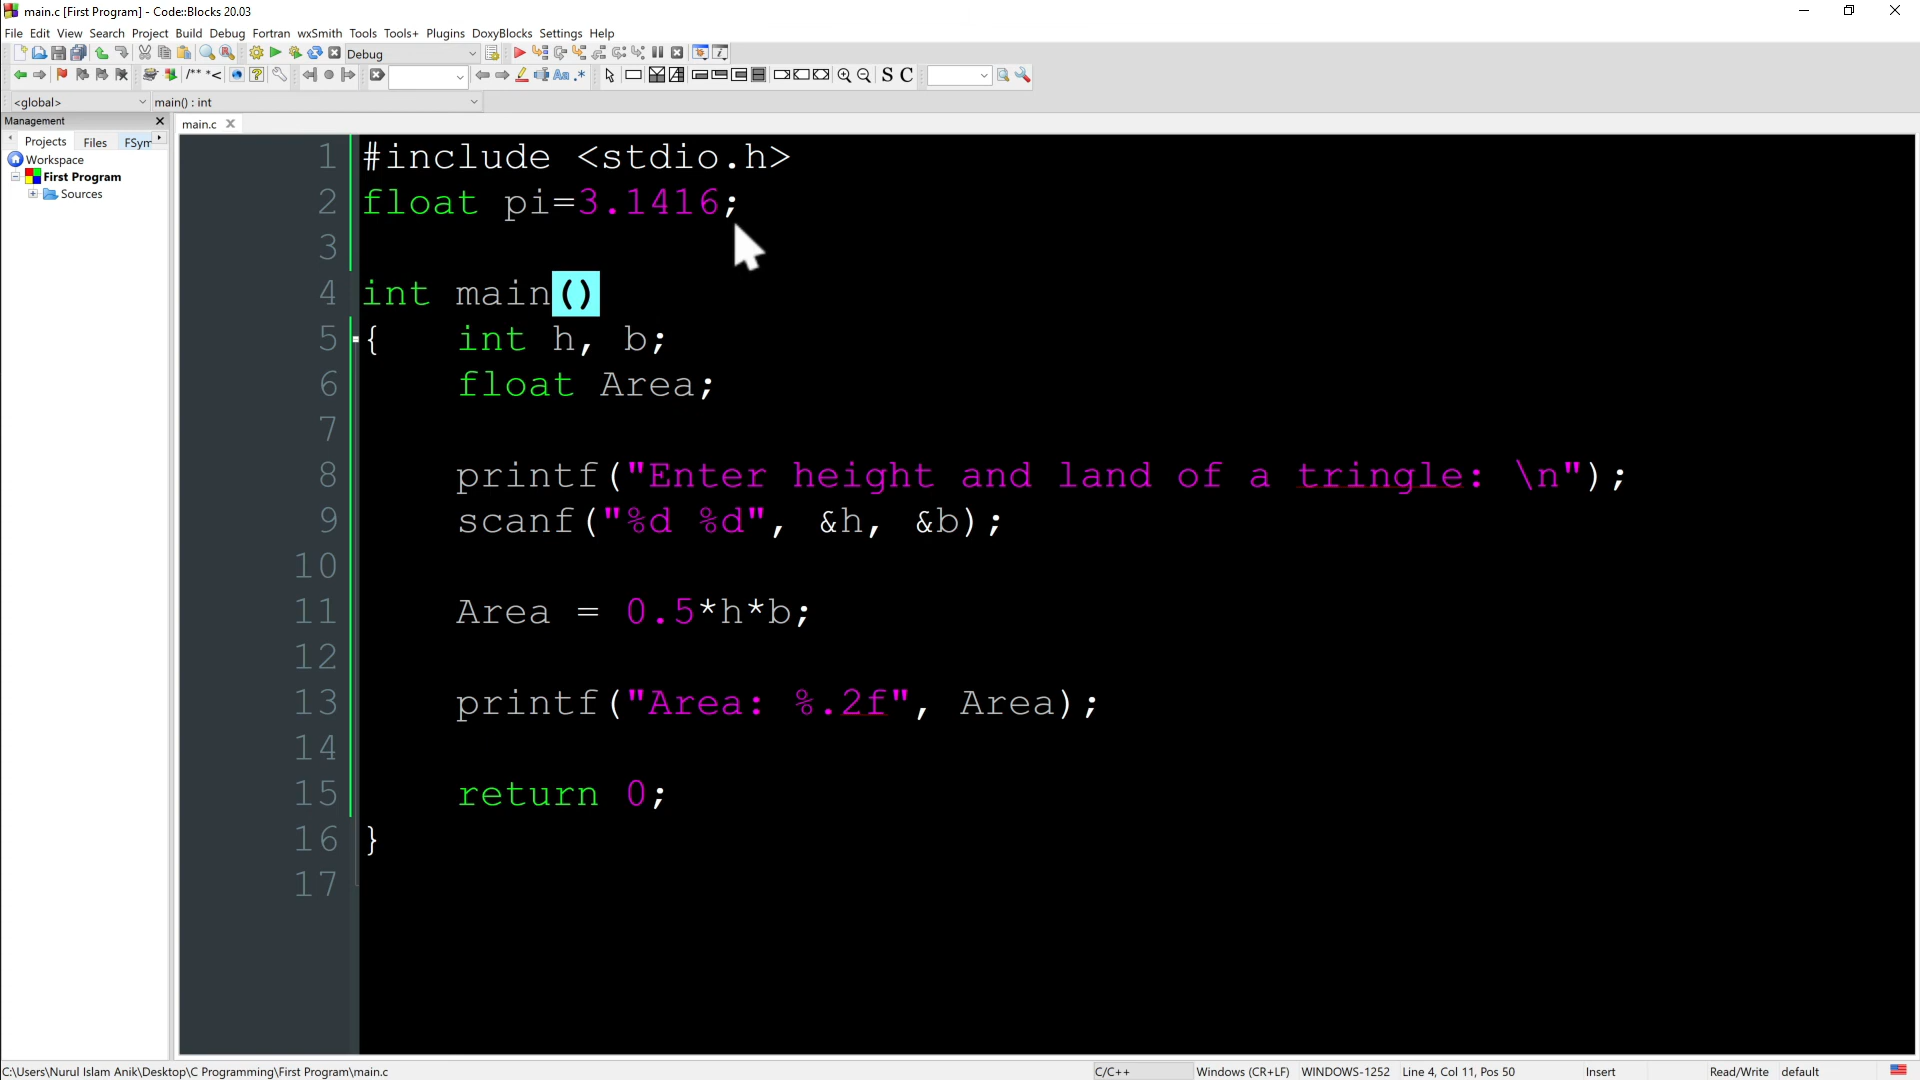 main.c [First Program] - Code::Blocks 20.03
File Edit View Search Project Build Debug Fortran wxSmith Tools Tools+ Plugins DoxyBlocks Settings Help
Debug
/** *< Aa .* S C
<global> main() : int
Management
Projects Files FSym
main.c
Workspace
First Program
Sources
1 #include <stdio.h>
2 float pi=3.1416;
3
4 int main()
5 { int h, b;
6 float Area;
7
8 printf("Enter height and land of a tringle: \n");
9 scanf("%d %d", &h, &b);
10
11 Area = 0.5*h*b;
12
13 printf("Area: %.2f", Area);
14
15 return 0;
16 }
17
C:\Users\Nurul Islam Anik\Desktop\C Programming\First Program\main.c C/C++ Windows (CR+LF) WINDOWS-1252 Line 4, Col 11, Pos 50 Insert Read/Write default